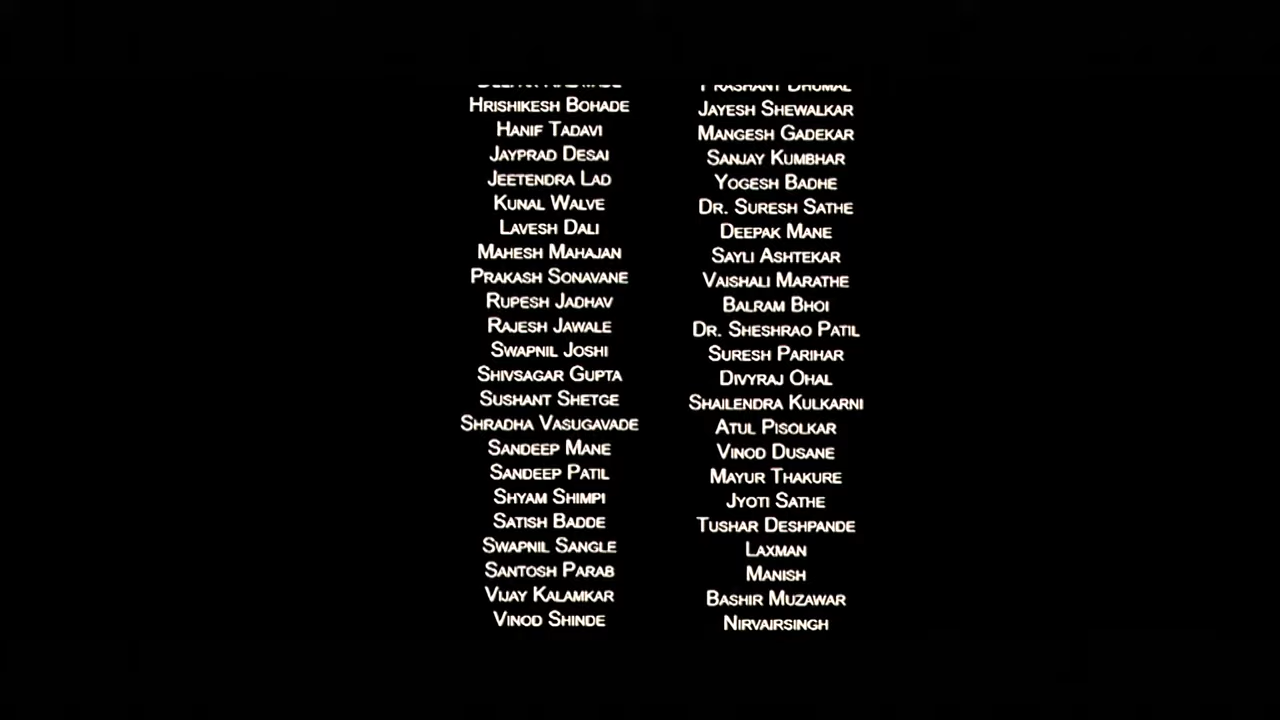 Hrishikesh Bohade
Hanif Tadavi
Jayprad Desai
Jeetendra Lad
Kunal Walve
Lavesh Dali
Mahesh Mahajan
Prakash Sonavane
Rupesh Jadhav
Rajesh Jawale
Swapnil Joshi
Shivsagar Gupta
Sushant Shetge
Shradha Vasugavade
Sandeep Mane
Sandeep Patil
Shyam Shimpi
Satish Badde
Swapnil Sangle
Santosh Parab
Vijay Kalamkar
Vinod Shinde
Prashant Dhumal
Jayesh Shewalkar
Mangesh Gadekar
Sanjay Kumbhar
Yogesh Badhe
Dr. Suresh Sathe
Deepak Mane
Sayli Ashtekar
Vaishali Marathe
Balram Bhoi
Dr. Sheshrao Patil
Suresh Parihar
Divyraj Ohal
Shailendra Kulkarni
Atul Pisolkar
Vinod Dusane
Mayur Thakure
Jyoti Sathe
Tushar Deshpande
Laxman
Manish
Bashir Muzawar
Nirvairsingh